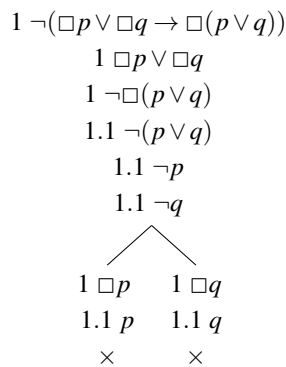 1 ¬(□p ∨ □q → □(p ∨ q))
1 □p ∨ □q
1 ¬□(p ∨ q)
1.1 ¬(p ∨ q)
1.1 ¬p
1.1 ¬q
1 □p 1 □q
1.1 p 1.1 q
× ×